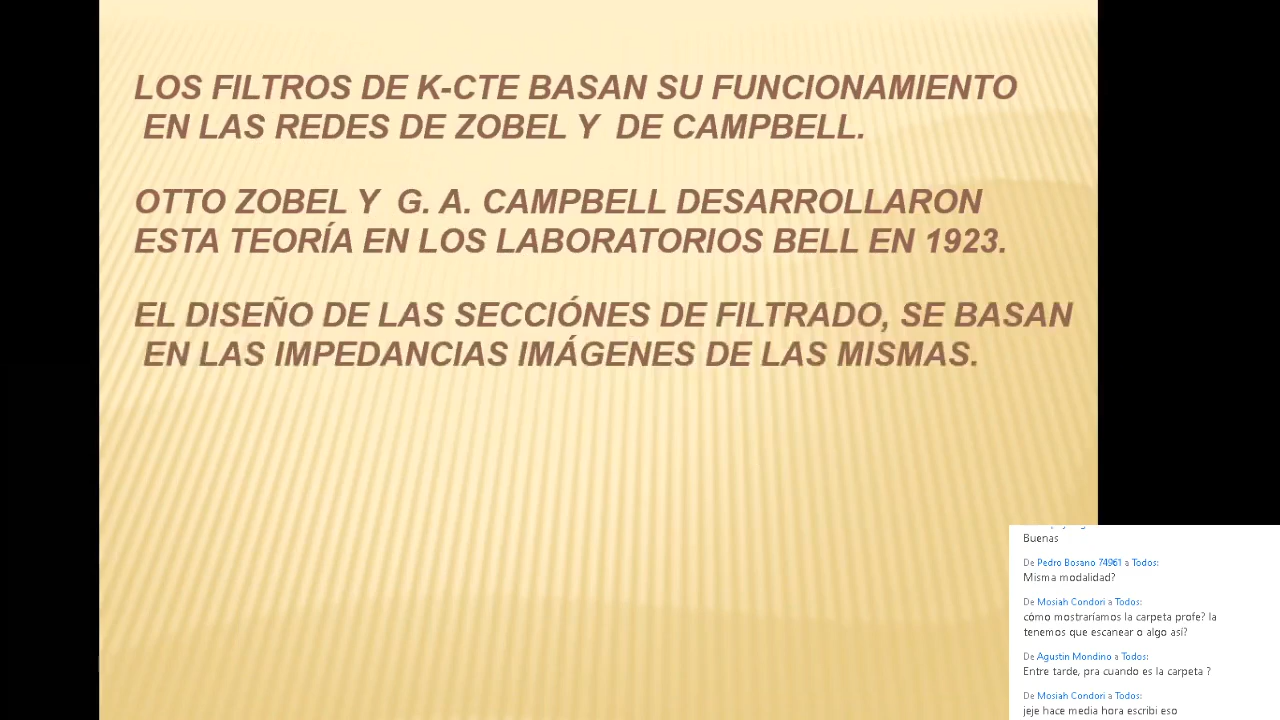 LOS FILTROS DE K-CTE BASAN SU FUNCIONAMIENTO
EN LAS REDES DE ZOBEL Y DE CAMPBELL.
OTTO ZOBEL Y G. A. CAMPBELL DESARROLLARON
ESTA TEORÍA EN LOS LABORATORIOS BELL EN 1923.
EL DISEÑO DE LAS SECCIÓNES DE FILTRADO, SE BASAN
EN LAS IMPEDANCIAS IMÁGENES DE LAS MISMAS.
Buenas
De Pedro Bosano 74961 a Todos:
Misma modalidad?
De Mosiah Condori a Todos:
cómo mostraríamos la carpeta profe? la
tenemos que escanear o algo así?
De Agustin Mondino a Todos:
Entre tarde, pra cuando es la carpeta ?
De Mosiah Condori a Todos:
jeje hace media hora escribi eso